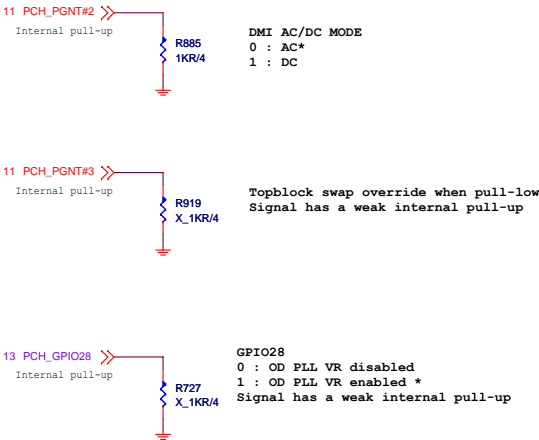 11 PCH_PGNT#2
Internal pull-up
R885
1KR/4
DMI AC/DC MODE
0 : AC*
1 : DC
11 PCH_PGNT#3
Internal pull-up
R919
X_1KR/4
Topblock swap override when pull-low
Signal has a weak internal pull-up
13 PCH_GPIO28
Internal pull-up
R727
X_1KR/4
GPIO28
0 : OD PLL VR disabled
1 : OD PLL VR enabled *
Signal has a weak internal pull-up